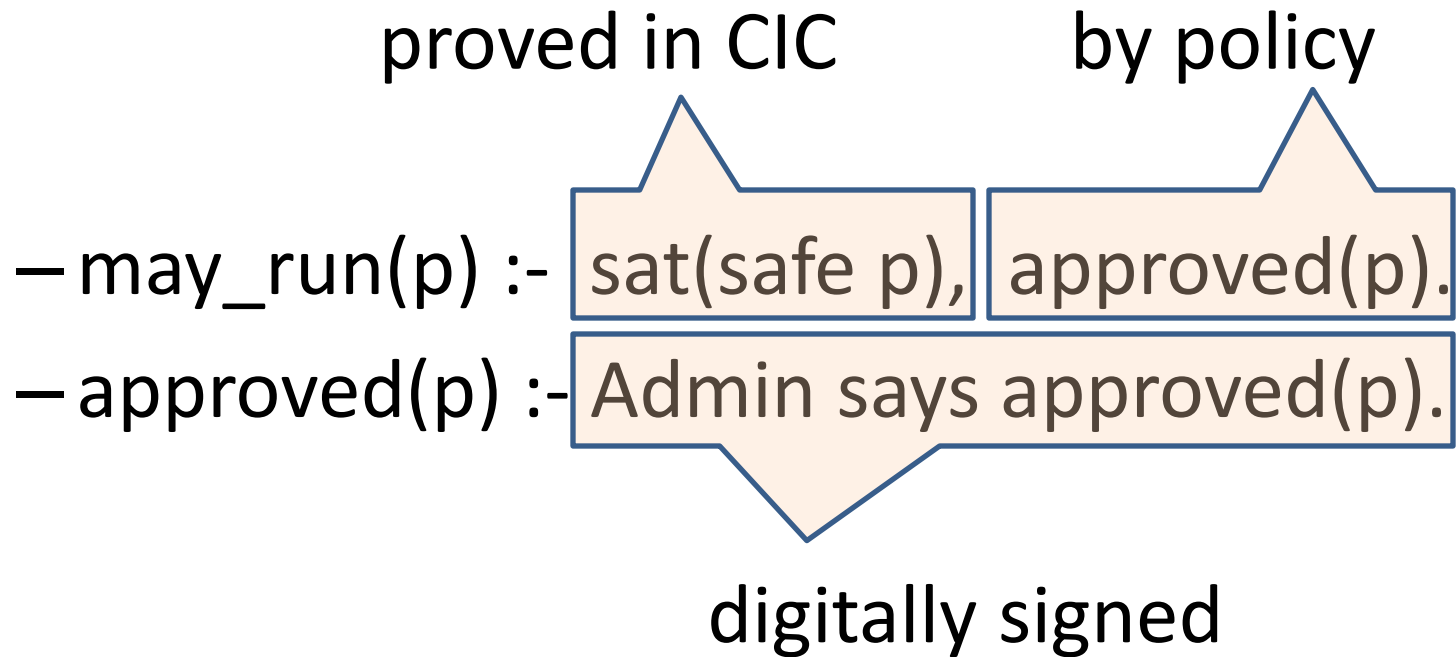 proved in CIC by policy
– may_run(p) :- sat(safe p), approved(p).
– approved(p) :- Admin says approved(p).
digitally signed